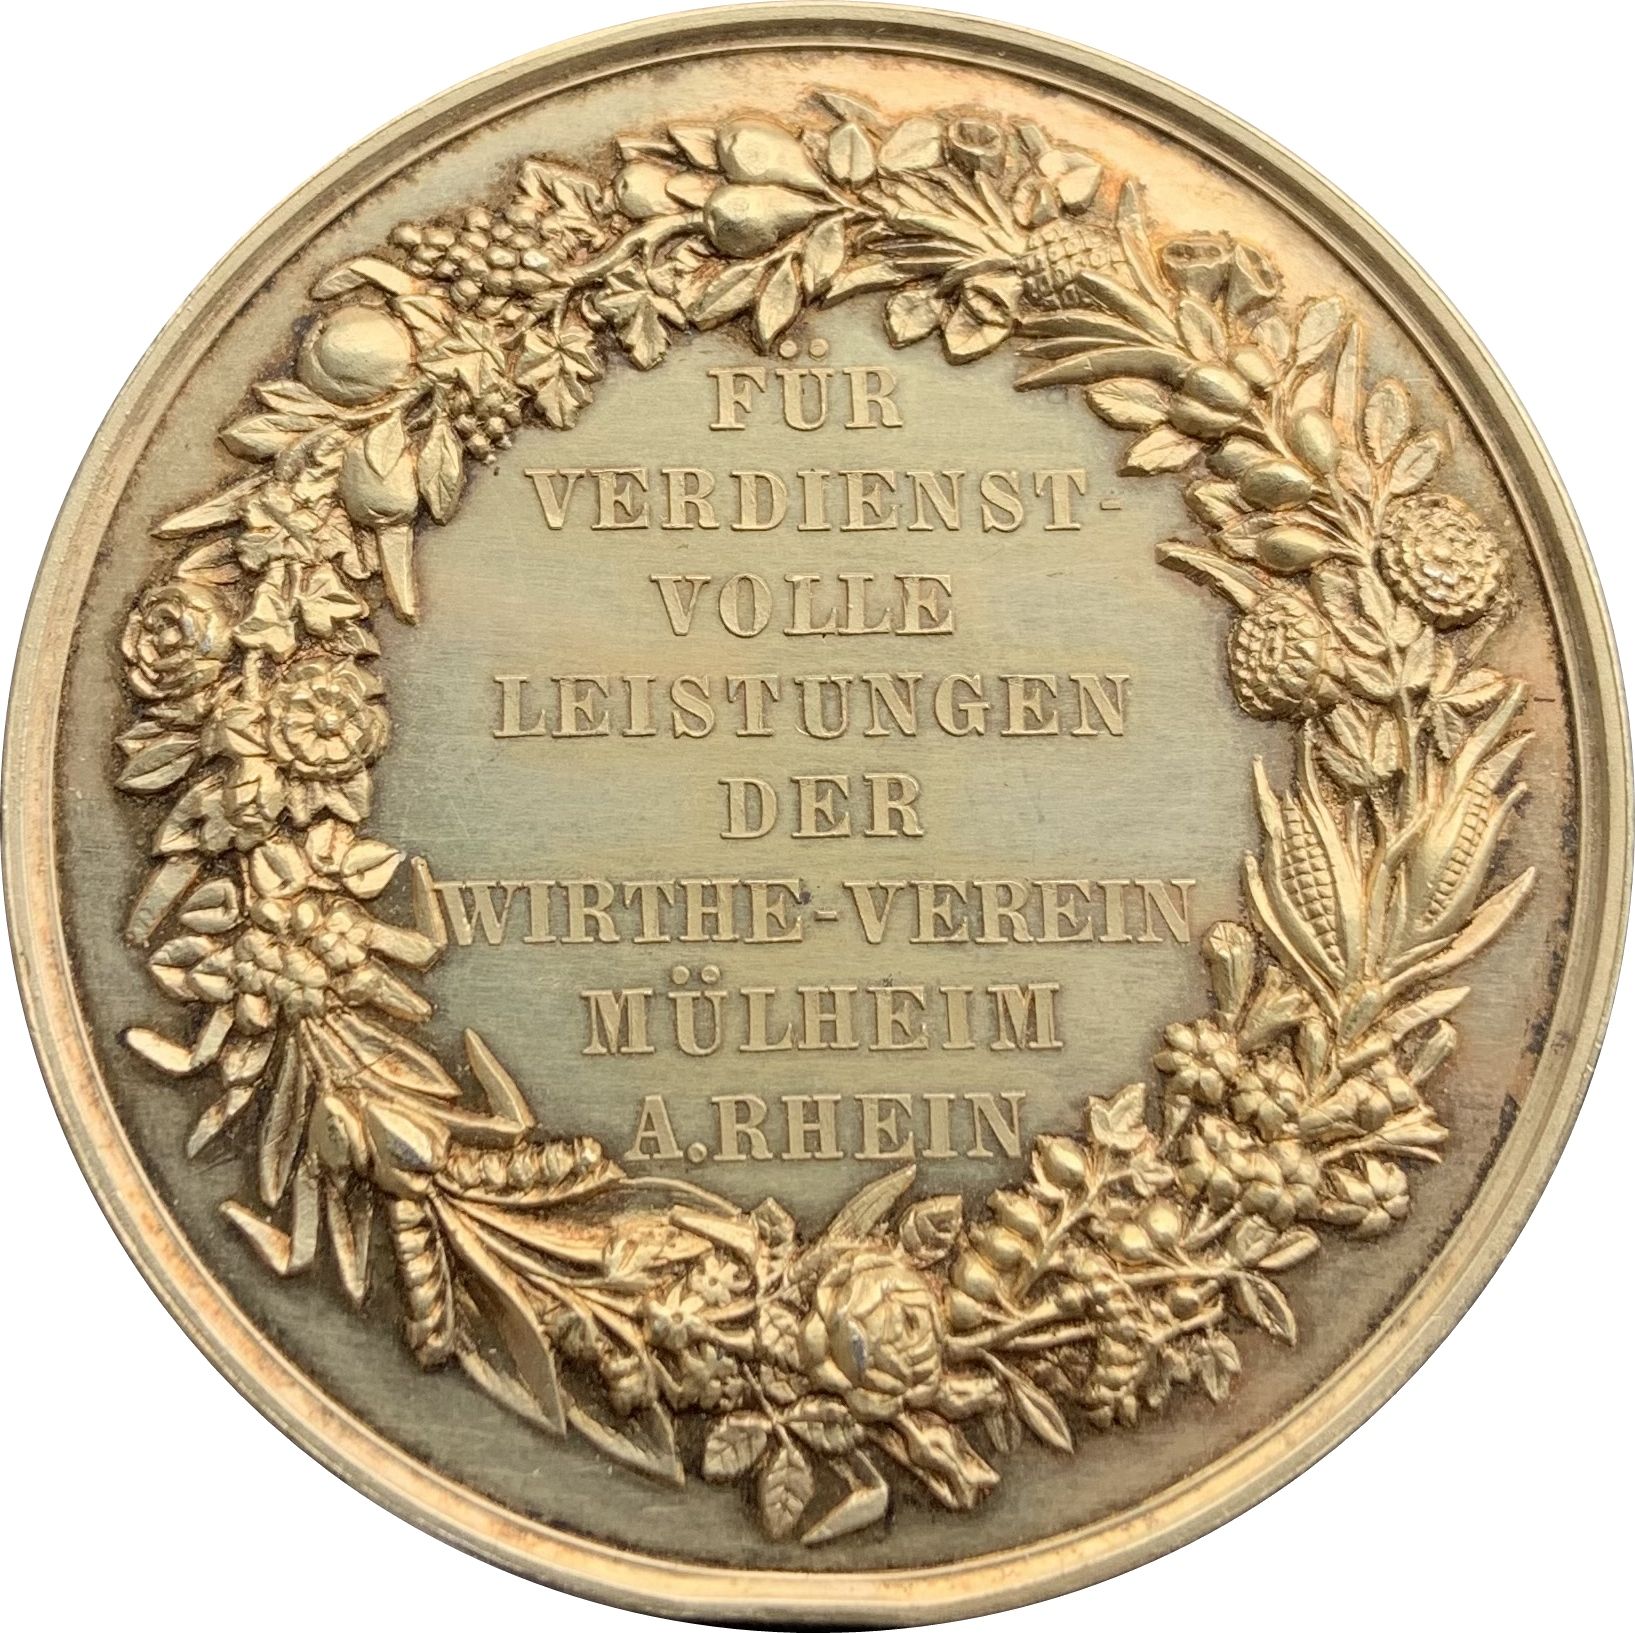 FÜR
VERDIENST-
VOLLE
LEISTUNGEN
DER
WIRTHE-VEREIN
MÜLHEIM
A.RHEIN